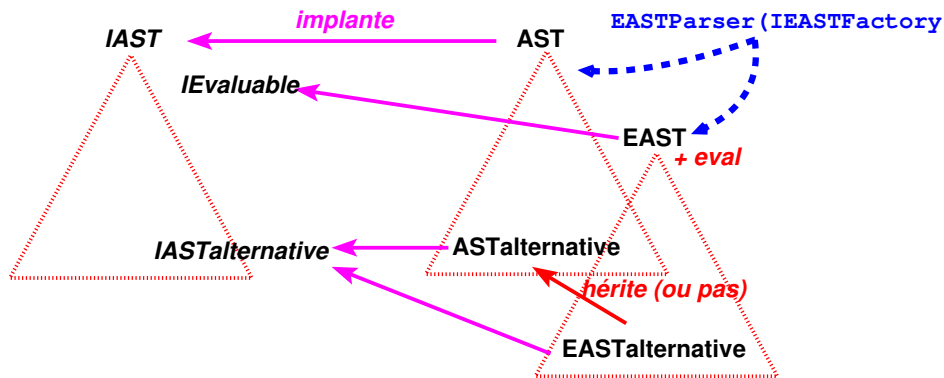 implante
EASTParser(IEASTFactory
IAST
AST
IEvaluable
EAST
+ eval
IASTalternative
ASTalternative
hérite (ou pas)
EASTalternative